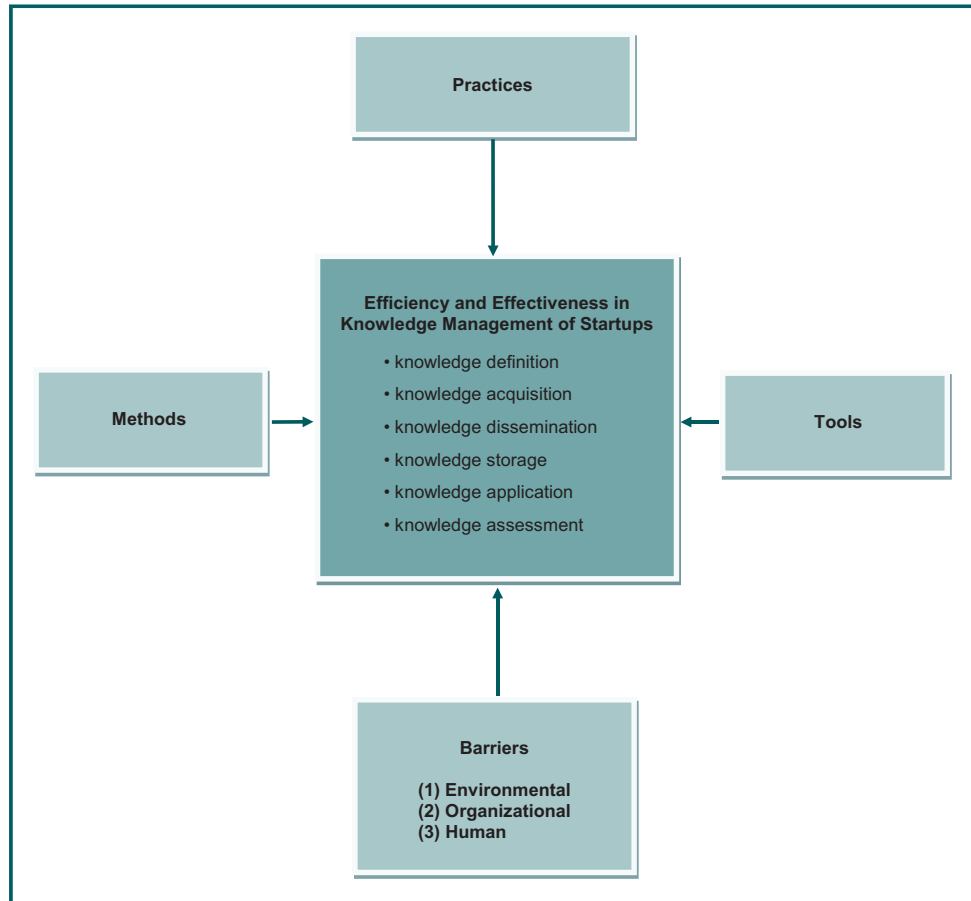 Practices
Efficiency and Effectiveness in
Knowledge Management of Startups
• knowledge definition
• knowledge acquisition
• knowledge dissemination
• knowledge storage
• knowledge application
• knowledge assessment
Methods
Tools
Barriers
(1) Environmental
(2) Organizational
(3) Human